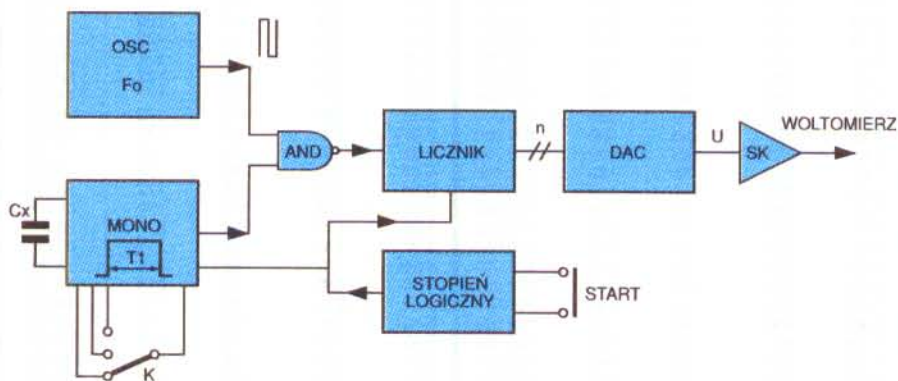 OSC
Fo
AND
LICZNIK
n
DAC
U
SK
WOLTOMIERZ
Cx
MONO
T1
K
STOPIEŃ
LOGICZNY
START